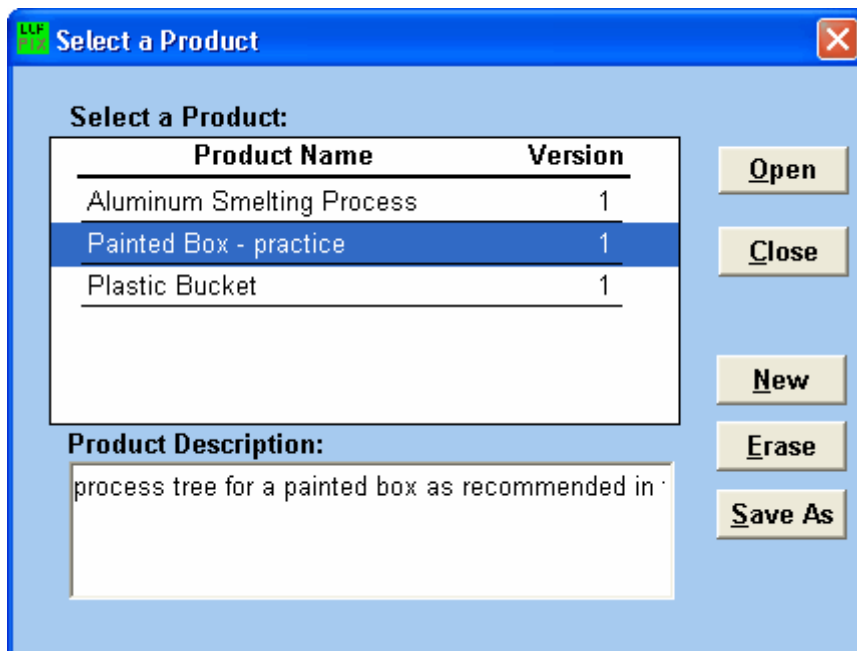 LCF
PIX
Select a Product
Select a Product:
Product Name Version
Aluminum Smelting Process 1
Painted Box - practice 1
Plastic Bucket 1
Open
Close
New
Erase
Save As
Product Description:
process tree for a painted box as recommended in